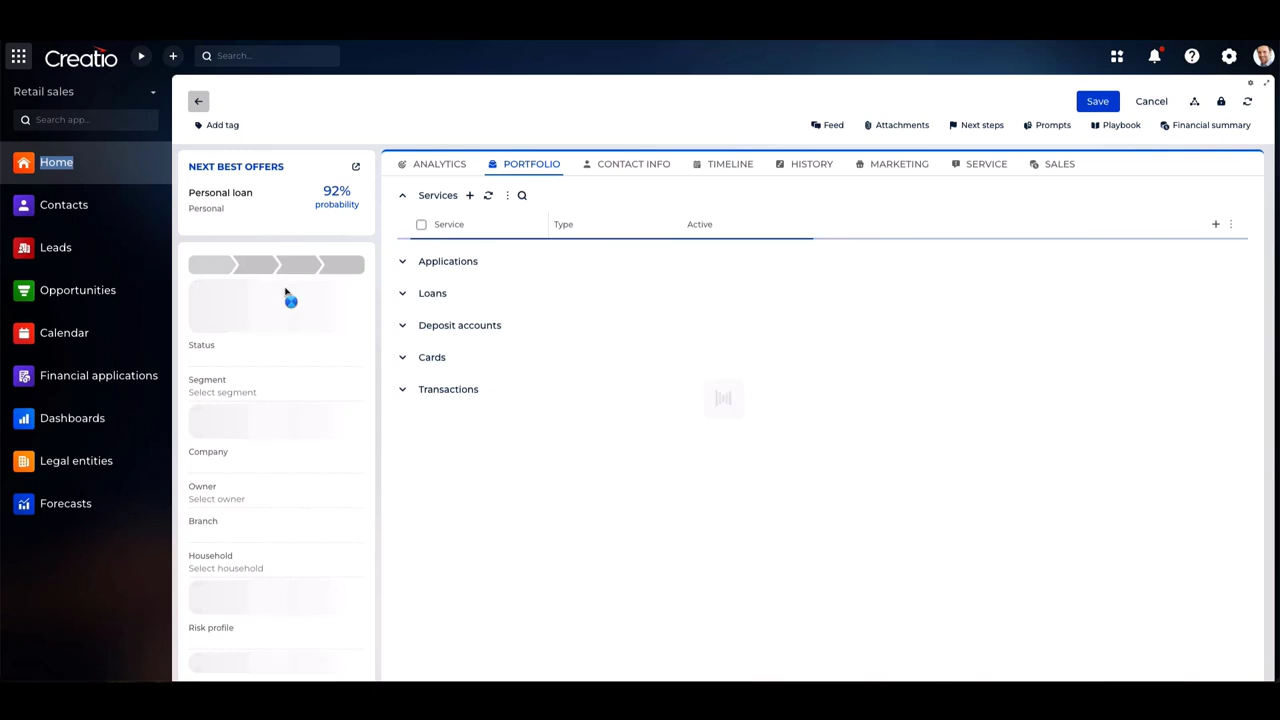 Creatio
Search...
Retail sales
Search app...
Home
Contacts
Leads
Opportunities
Calendar
Financial applications
Dashboards
Legal entities
Forecasts
Save
Cancel
Add tag
Feed
Attachments
Next steps
Prompts
Playbook
Financial summary
NEXT BEST OFFERS
Personal loan
Personal
92%
probability
Status
Segment
Select segment
Company
Owner
Select owner
Branch
Household
Select household
Risk profile
ANALYTICS
PORTFOLIO
CONTACT INFO
TIMELINE
HISTORY
MARKETING
SERVICE
SALES
Services
Service
Type
Active
Applications
Loans
Deposit accounts
Cards
Transactions